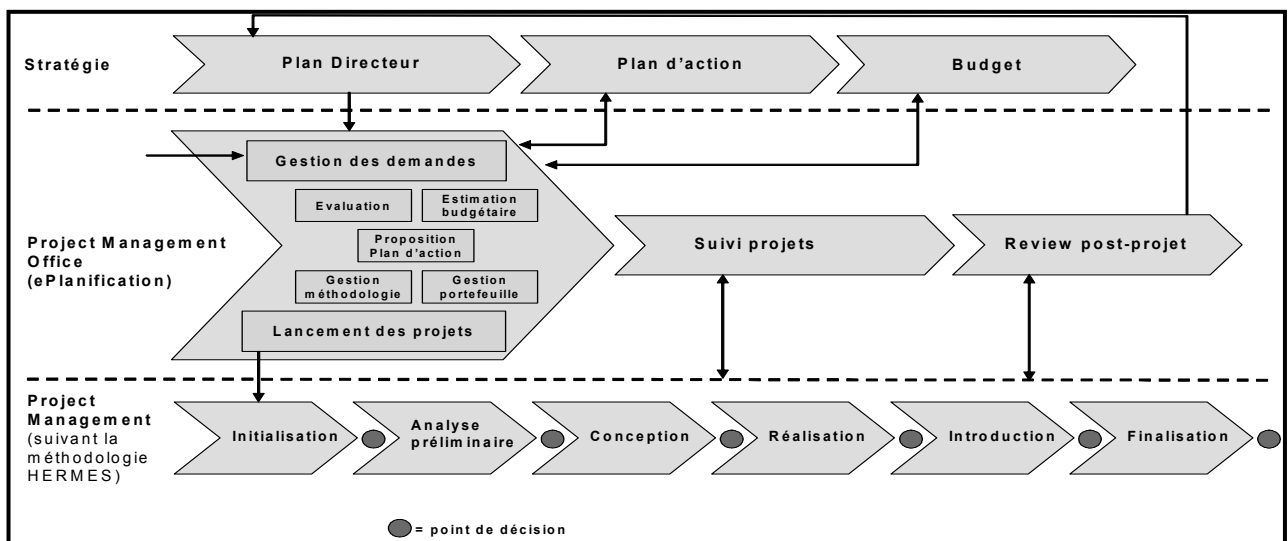 Stratégie
Plan Directeur
Plan d'action
Budget
Project Management
Office
(ePlanification)
Gestion des demandes
Evaluation
Estimation
budgétaire
Proposition
Plan d'action
Gestion
méthodologie
Gestion
portefeuille
Lancement des projets
Suivi projets
Review post-projet
Project
Management
(suivant la
méthodologie
HERMES)
Initialisation
Analyse
préliminaire
Conception
Réalisation
Introduction
Finalisation
= point de décision